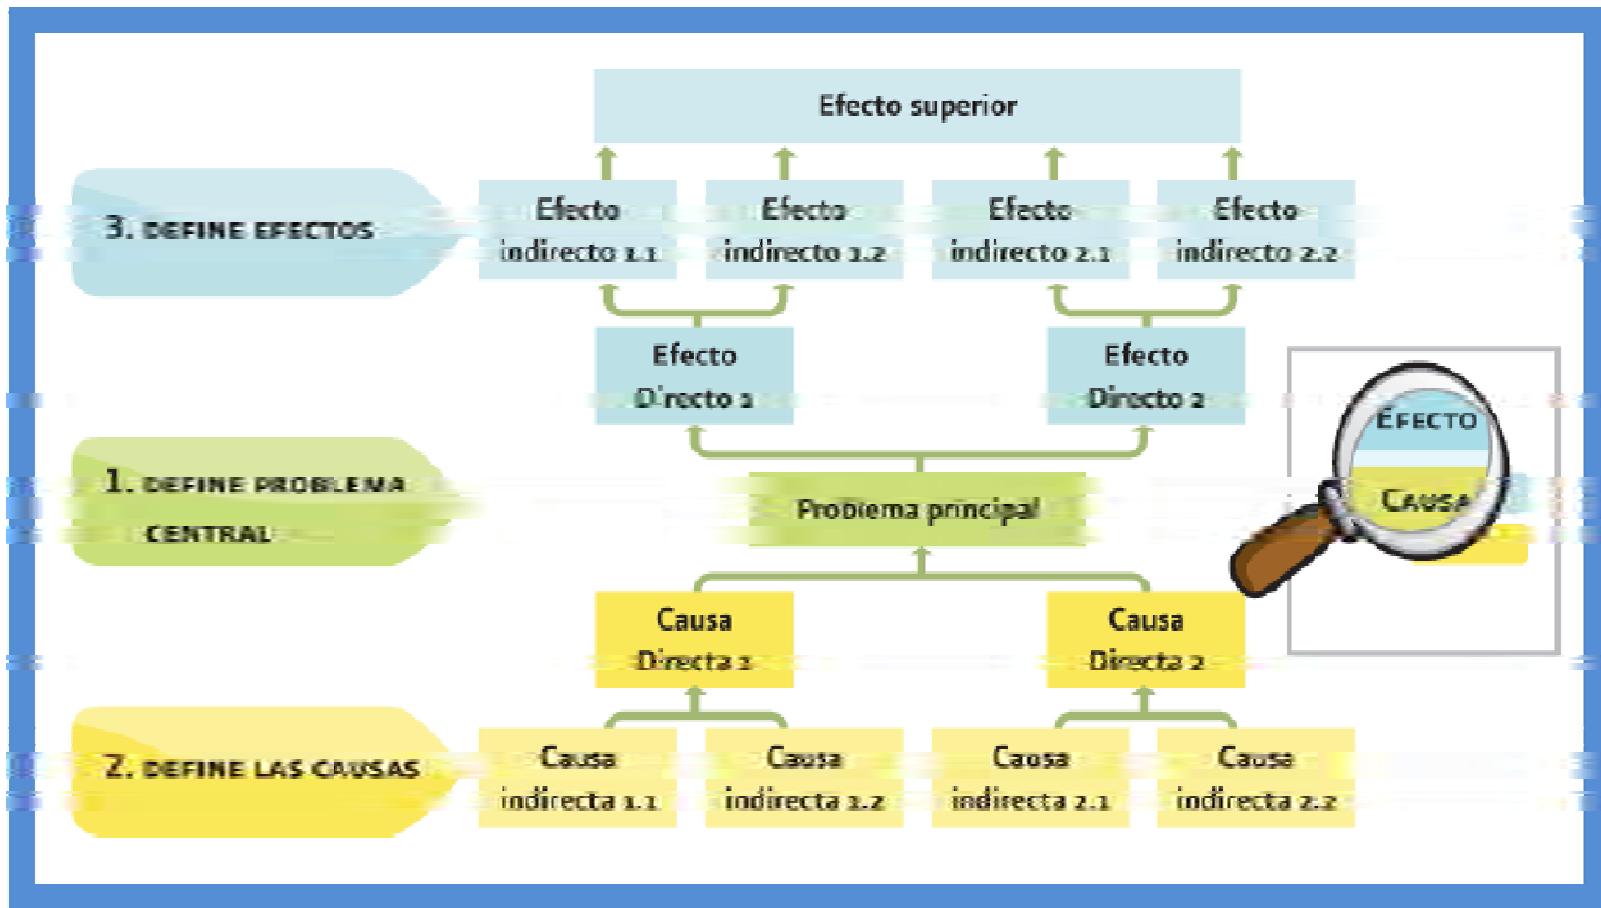 Efecto superior
3. DEFINE EFECTOS
Efecto
indirecto 1.1
Efecto
indirecto 1.2
Efecto
indirecto 2.1
Efecto
indirecto 2.2
Efecto
Directo 1
Efecto
Directo 2
EFECTO
CAUSA
1. DEFINE PROBLEMA
CENTRAL
Problema principal
Causa
Directa 1
Causa
Directa 2
2. DEFINE LAS CAUSAS
Causa
indirecta 1.1
Causa
indirecta 1.2
Causa
indirecta 2.1
Causa
indirecta 2.2